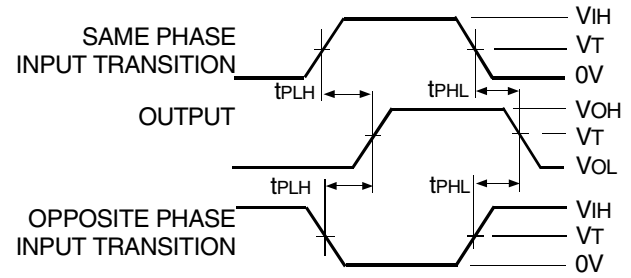 SAME PHASE
INPUT TRANSITION
VIH
VT
0V
tPLH
tPHL
OUTPUT
VOH
VT
VOL
tPLH
tPHL
OPPOSITE PHASE
INPUT TRANSITION
VIH
VT
0V